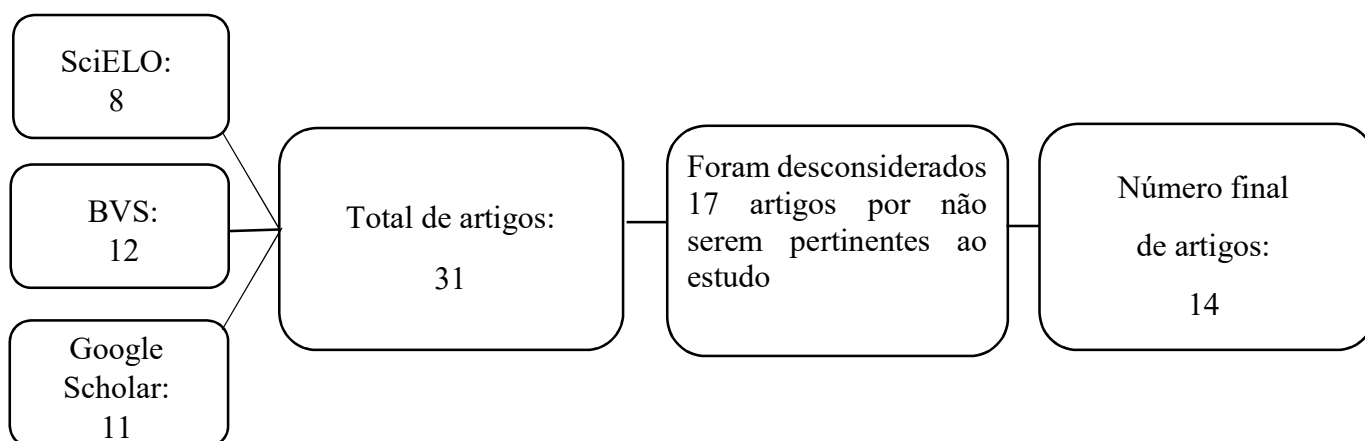 SciELO:
8
BVS:
12
Google
Scholar:
11
Total de artigos:
31
Foram desconsiderados
17 artigos por não
serem pertinentes ao
estudo
Número final
de artigos:
14